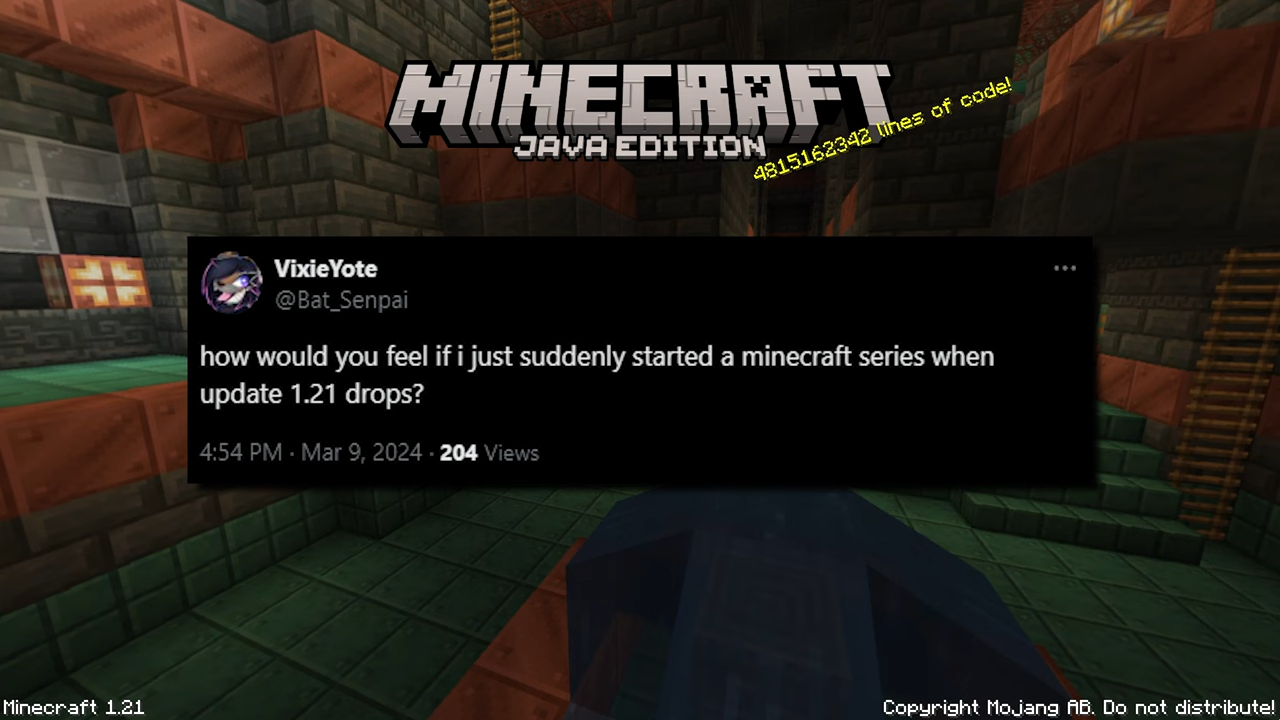 MINECRAFT
JAVA EDITION
4815162342 lines of code!
VixieYote
@Bat_Senpai
how would you feel if i just suddenly started a minecraft series when
update 1.21 drops?
4:54 PM · Mar 9, 2024 · 204 Views
Minecraft 1.21
Copyright Mojang AB. Do not distribute!